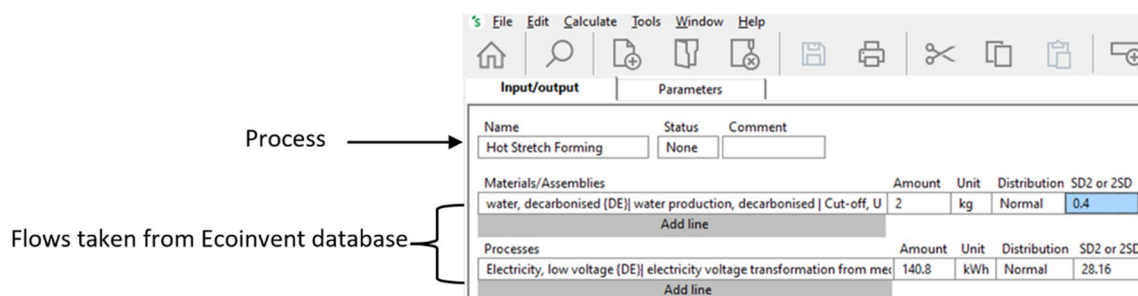 File Edit Calculate Tools Window Help
Input/output Parameters
Name Status Comment
Process
Hot Stretch Forming None
Materials/Assemblies Amount Unit Distribution SD2 or 2SD
water, decarbonised {DE}| water production, decarbonised | Cut-off, U 2 kg Normal 0.4
Add line
Flows taken from Ecoinvent database
Processes Amount Unit Distribution SD2 or 2SD
Electricity, low voltage {DE}| electricity voltage transformation from 140.8 kWh Normal 28.16
Add line